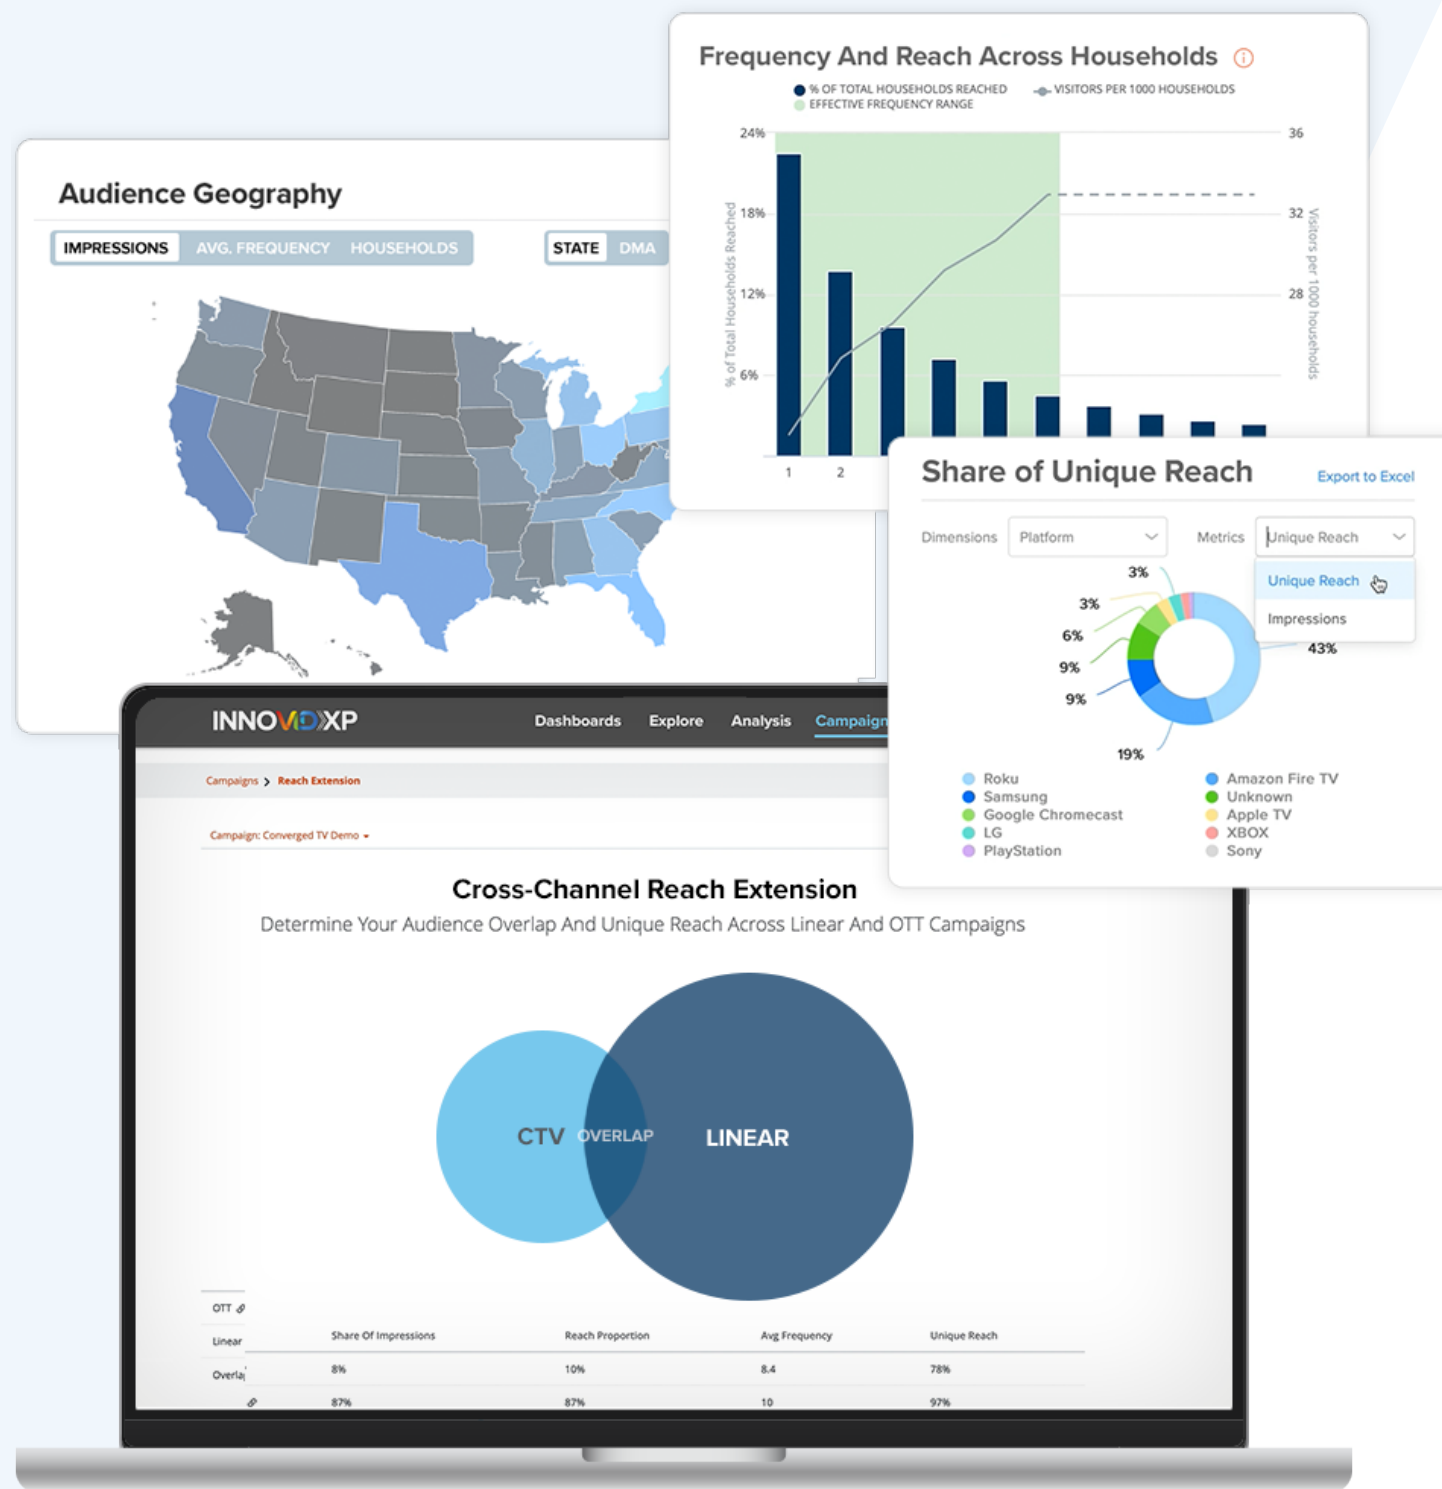 Frequency And Reach Across Households
% OF TOTAL HOUSEHOLDS REACHED
VISITORS PER 1000 HOUSEHOLDS
EFFECTIVE FREQUENCY RANGE
24%
18%
12%
6%
% of Total Households Reached
36
32
28
Visitors per 1000 households
1
2
Audience Geography
IMPRESSIONS AVG. FREQUENCY HOUSEHOLDS
STATE DMA
Share of Unique Reach
Export to Excel
Dimensions Platform
Metrics Unique Reach
Unique Reach
Impressions
3%
3%
6%
9%
9%
19%
43%
Roku
Amazon Fire TV
Samsung
Unknown
Google Chromecast
Apple TV
LG
XBOX
PlayStation
Sony
INNOVID XP
Dashboards Explore Analysis Campaign
Campaigns > Reach Extension
Campaign: Converged TV Demo
Cross-Channel Reach Extension
Determine Your Audience Overlap And Unique Reach Across Linear And OTT Campaigns
CTV OVERLAP LINEAR
OTT
Linear
Overla
Share Of Impressions Reach Proportion Avg Frequency Unique Reach
8% 10% 8.4 78%
87% 87% 10 97%